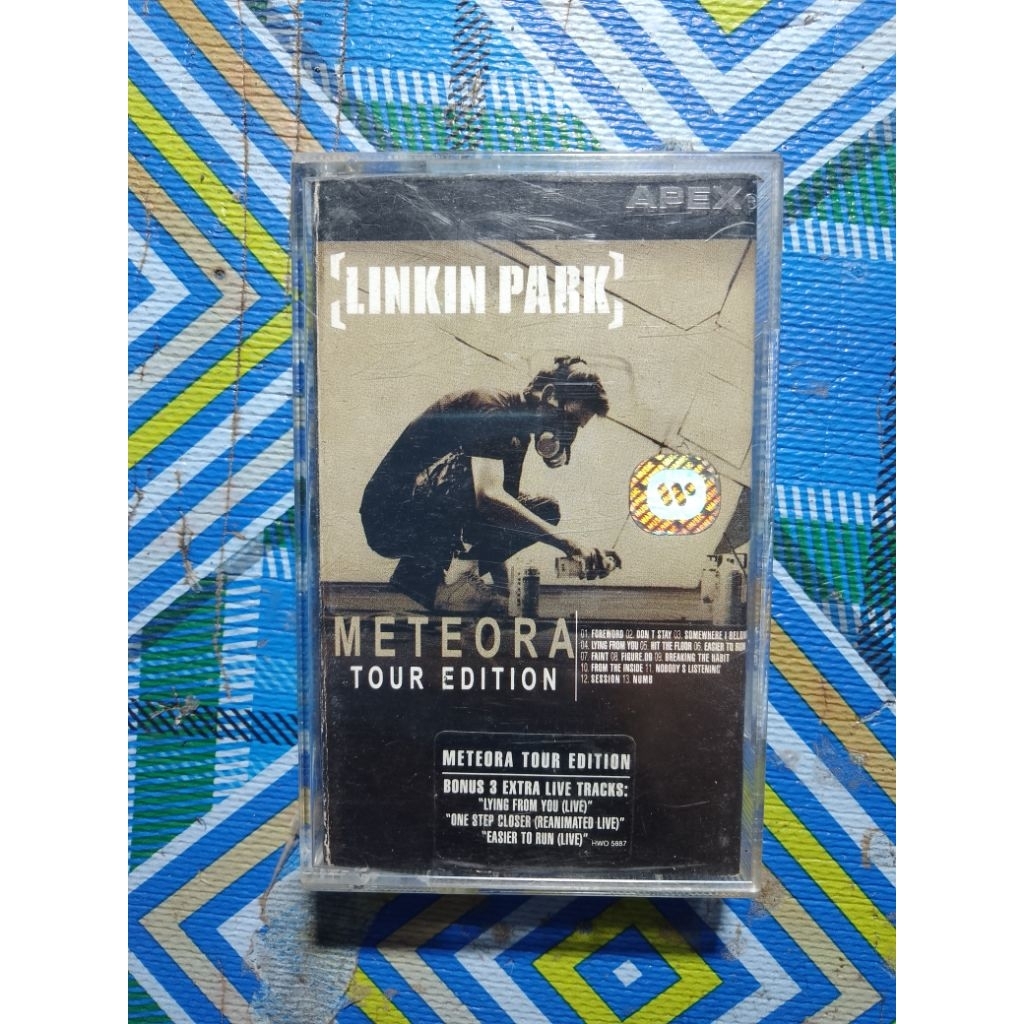 APEX
[LINKIN PARK]
METEORA
TOUR EDITION
01. FOREWORD 02. DON'T STAY 03. SOMEWHERE I BELON
04. LYING FROM YOU 05. HIT THE FLOOR 06. EASIER TO RUN
07. FAINT 08. FIGURE.09 09. BREAKING THE HABIT
10. FROM THE INSIDE 11. NOBODY'S LISTENING
12. SESSION 13. NUMB
METEORA TOUR EDITION
BONUS 3 EXTRA LIVE TRACKS:
"LYING FROM YOU (LIVE)"
"ONE STEP CLOSER (REANIMATED LIVE)"
"EASIER TO RUN (LIVE)" HWO 5887